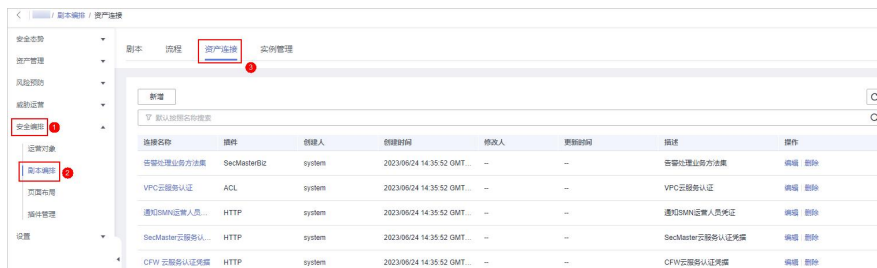 / 剧本编排 / 资产连接
安全态势
资产管理
风险预防
威胁运营
安全编排 1
运营对象
剧本编排 2
页面布局
插件管理
设置
剧本 流程 资产连接 实例管理
3
新增
默认按照名称搜索
连接名称 插件 创建人 创建时间 修改人 更新时间 描述 操作
告警处理业务方法集 SecMasterBiz system 2023/06/24 14:35:52 GMT... -- -- 告警处理业务方法集 编辑 删除
VPC云服务认证 ACL system 2023/06/24 14:35:52 GMT... -- -- VPC云服务认证 编辑 删除
通知SMN运营人员... HTTP system 2023/06/24 14:35:52 GMT... -- -- 通知SMN运营人员凭证 编辑 删除
SecMaster云服务认... HTTP system 2023/06/24 14:35:52 GMT... -- -- SecMaster云服务认证凭据 编辑 删除
CFW 云服务认证凭据 HTTP system 2023/06/24 14:35:52 GMT... -- -- CFW云服务认证凭据 编辑 删除